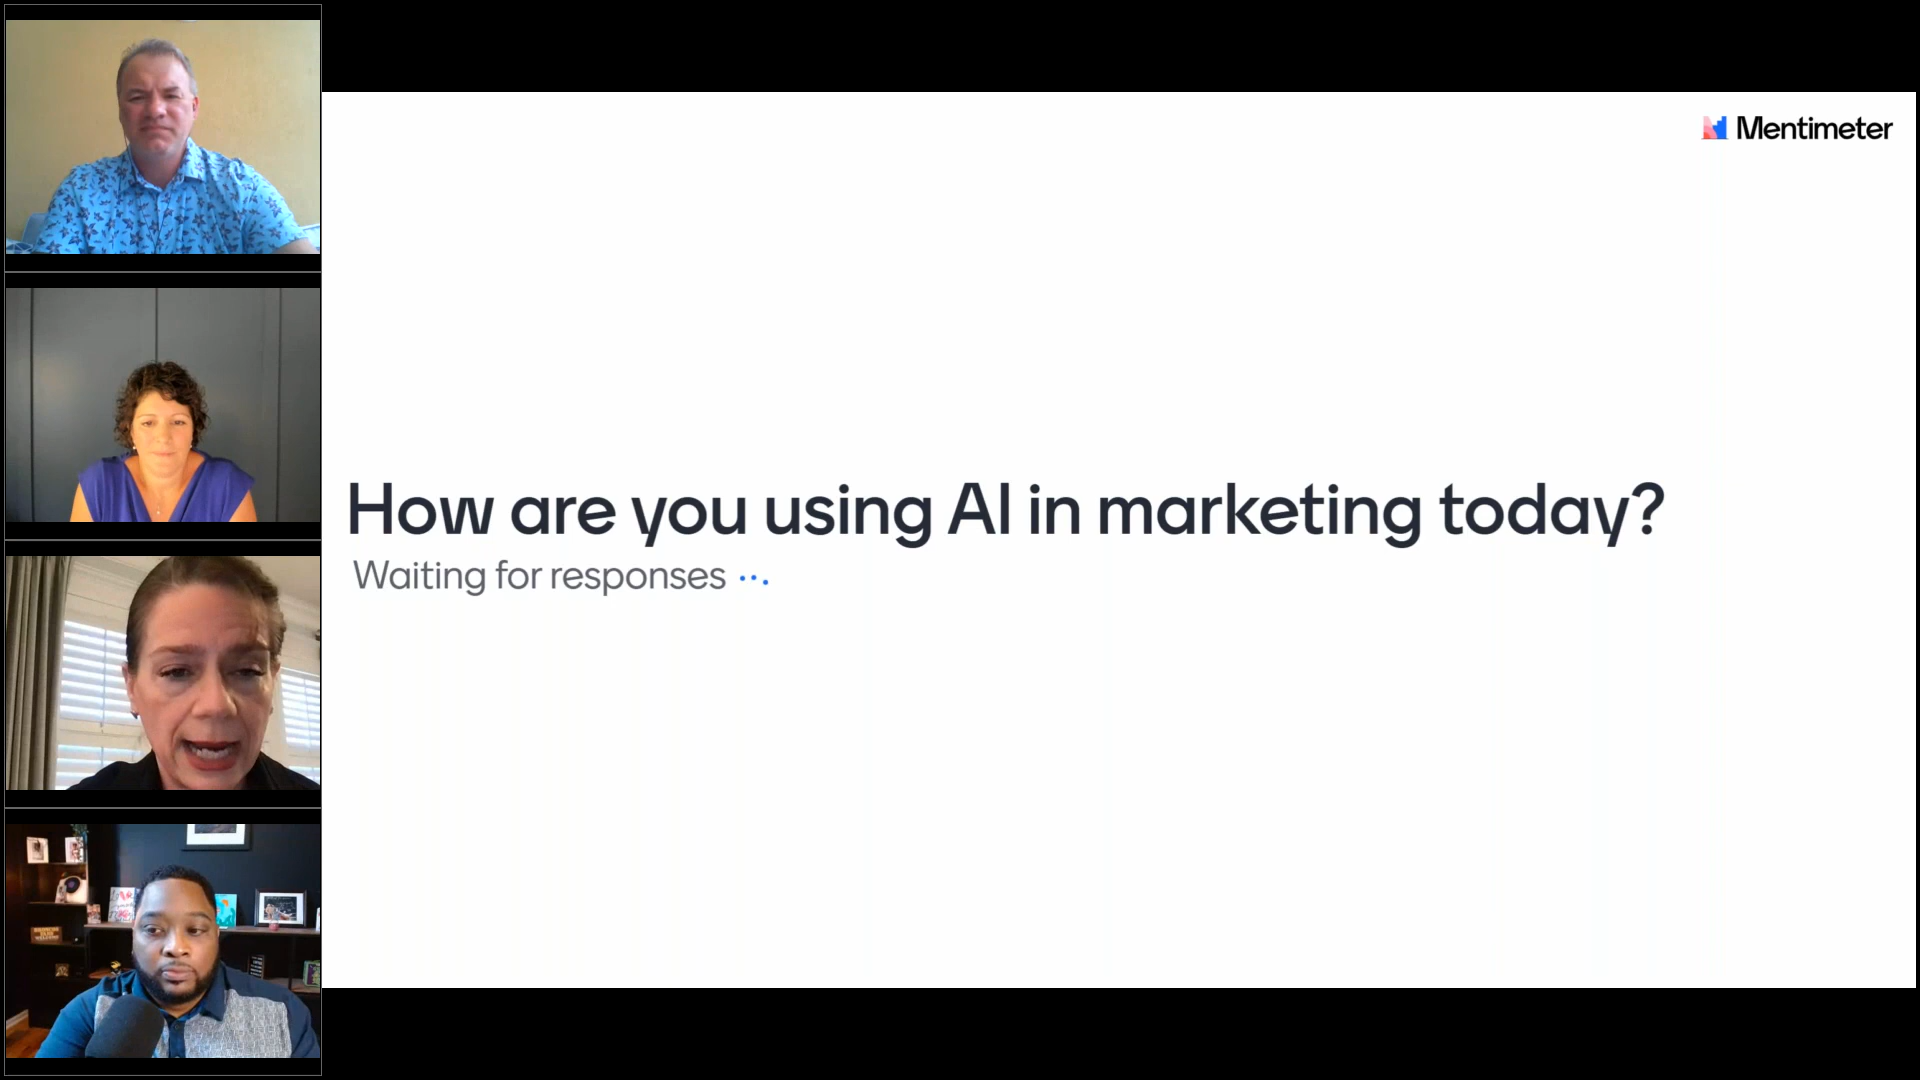 Mentimeter
How are you using AI in marketing today?
Waiting for responses